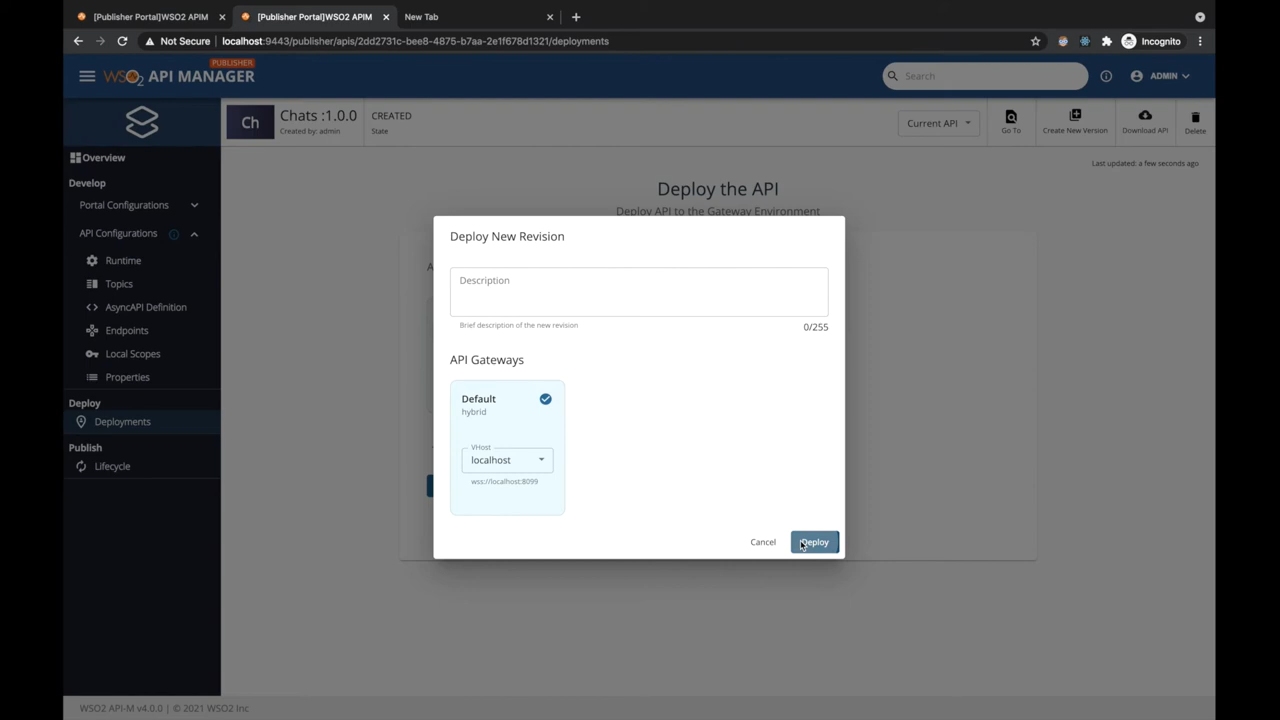 [Publisher Portal]WSO2 APIM
[Publisher Portal]WSO2 APIM
New Tab
Not Secure
localhost:9443/publisher/apis/2dd2731c-bee8-4875-b7aa-2e1f678d1321/deployments
Incognito
WSO2 API MANAGER
PUBLISHER
Search
ADMIN
Ch
Chats :1.0.0
Created by: admin
CREATED
State
Current API
Go To
Create New Version
Download API
Delete
Last updated: a few seconds ago
Overview
Develop
Portal Configurations
API Configurations
Runtime
Topics
AsyncAPI Definition
Endpoints
Local Scopes
Properties
Deploy
Deployments
Publish
Lifecycle
Deploy the API
Deploy API to the Gateway Environment
Deploy New Revision
Description
Brief description of the new revision
0/255
API Gateways
Default
hybrid
VHost
localhost
wss://localhost:8099
Cancel
Deploy
WSO2 API-M v4.0.0 | © 2021 WSO2 Inc